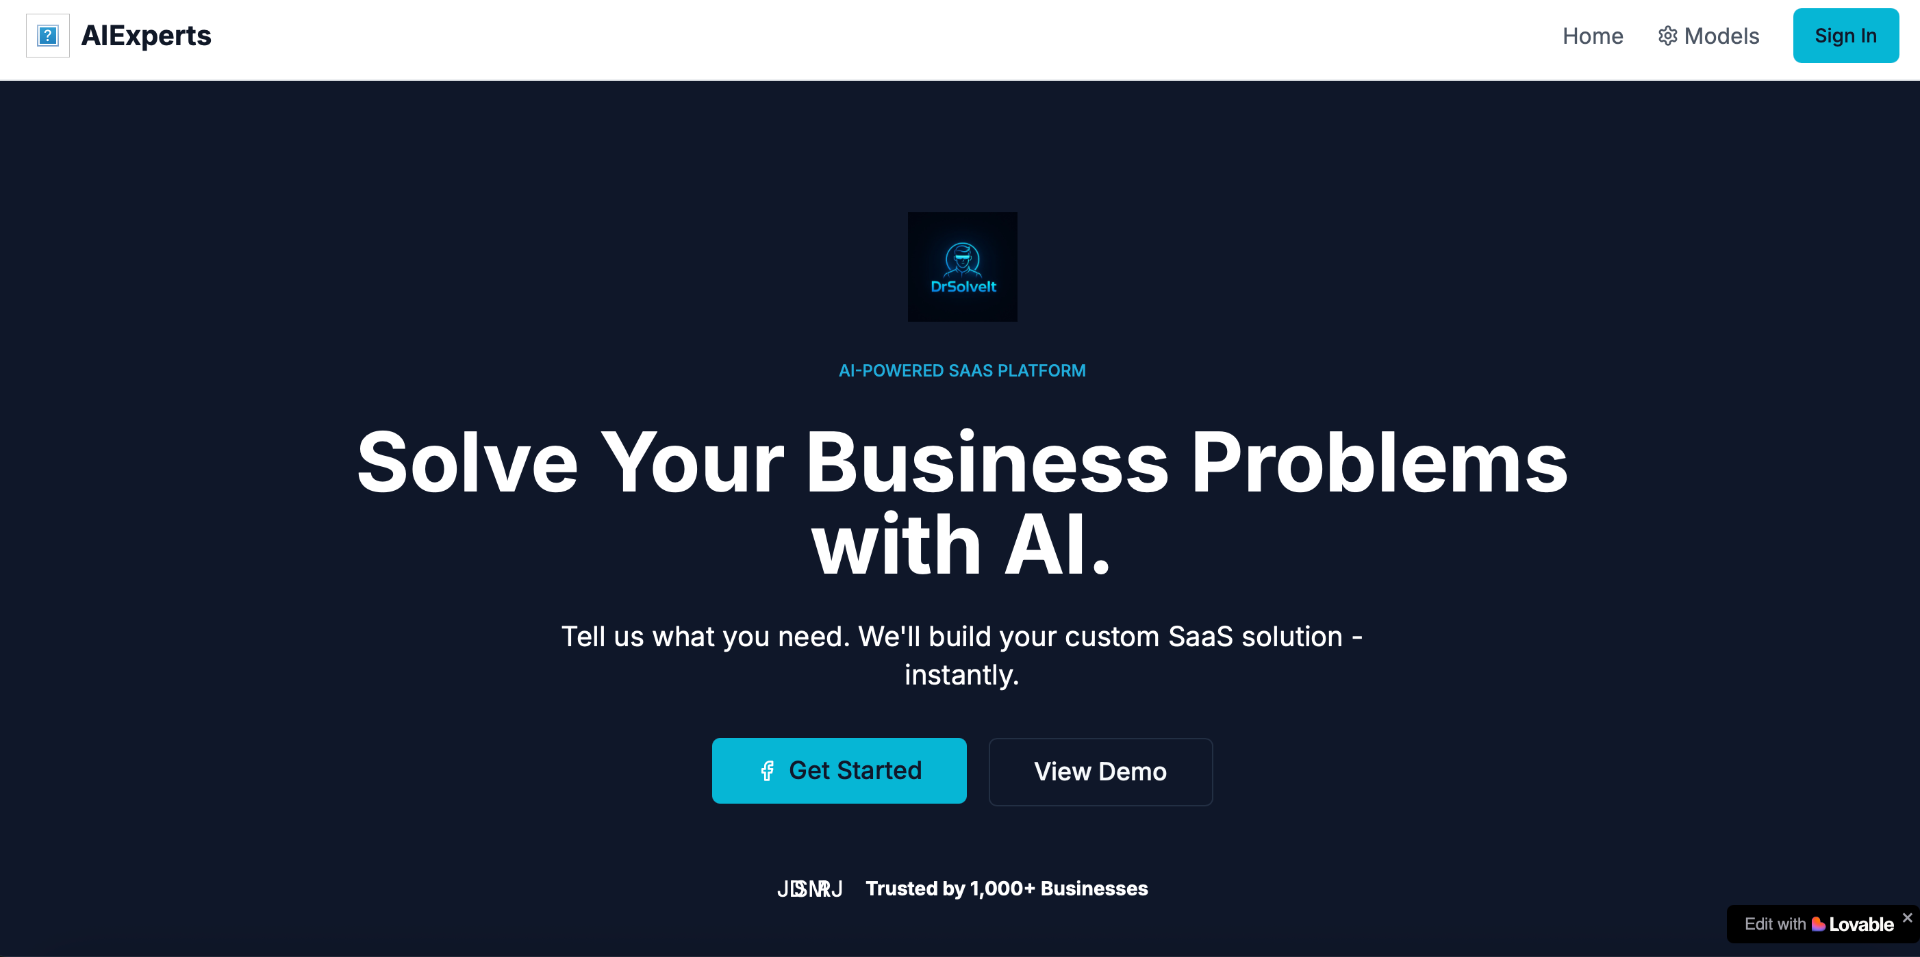 AIExperts
Home
Models
Sign In
DrSolveIt
AI-POWERED SAAS PLATFORM
Solve Your Business Problems
with AI.
Tell us what you need. We'll build your custom SaaS solution -
instantly.
Get Started
View Demo
Trusted by 1,000+ Businesses
Edit with Lovable